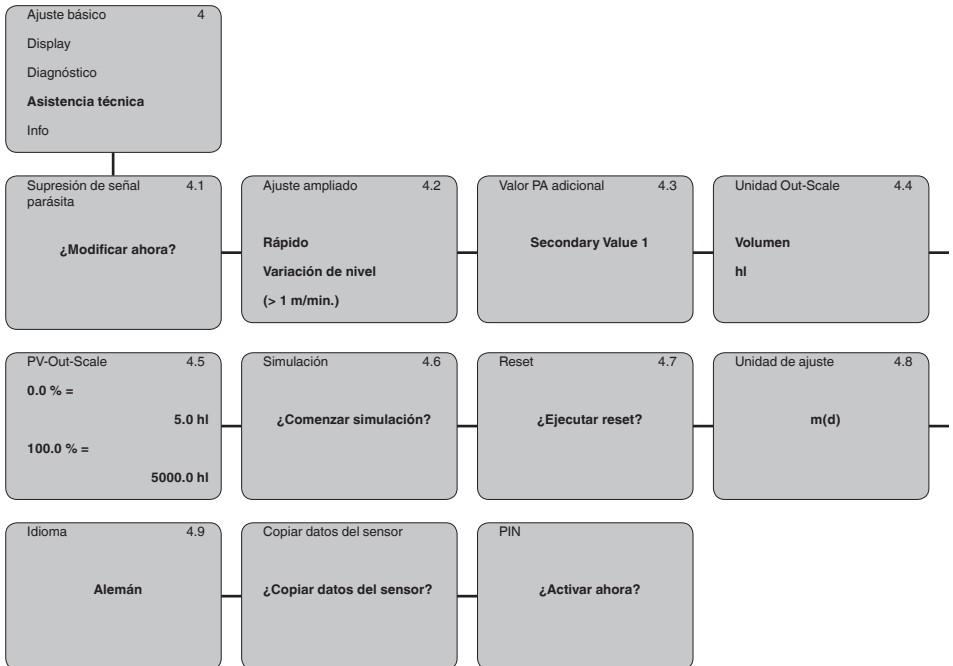 Ajuste básico 4
Display
Diagnóstico
Asistencia técnica
Info
Supresión de señal 4.1
parásita
¿Modificar ahora?
Ajuste ampliado 4.2
Rápido
Variación de nivel
(> 1 m/min.)
Valor PA adicional 4.3
Secondary Value 1
Unidad Out-Scale 4.4
Volumen
hl
PV-Out-Scale 4.5
0.0 % =
5.0 hl
100.0 % =
5000.0 hl
Simulación 4.6
¿Comenzar simulación?
Reset 4.7
¿Ejecutar reset?
Unidad de ajuste 4.8
m(d)
Idioma 4.9
Alemán
Copiar datos del sensor
¿Copiar datos del sensor?
PIN
¿Activar ahora?